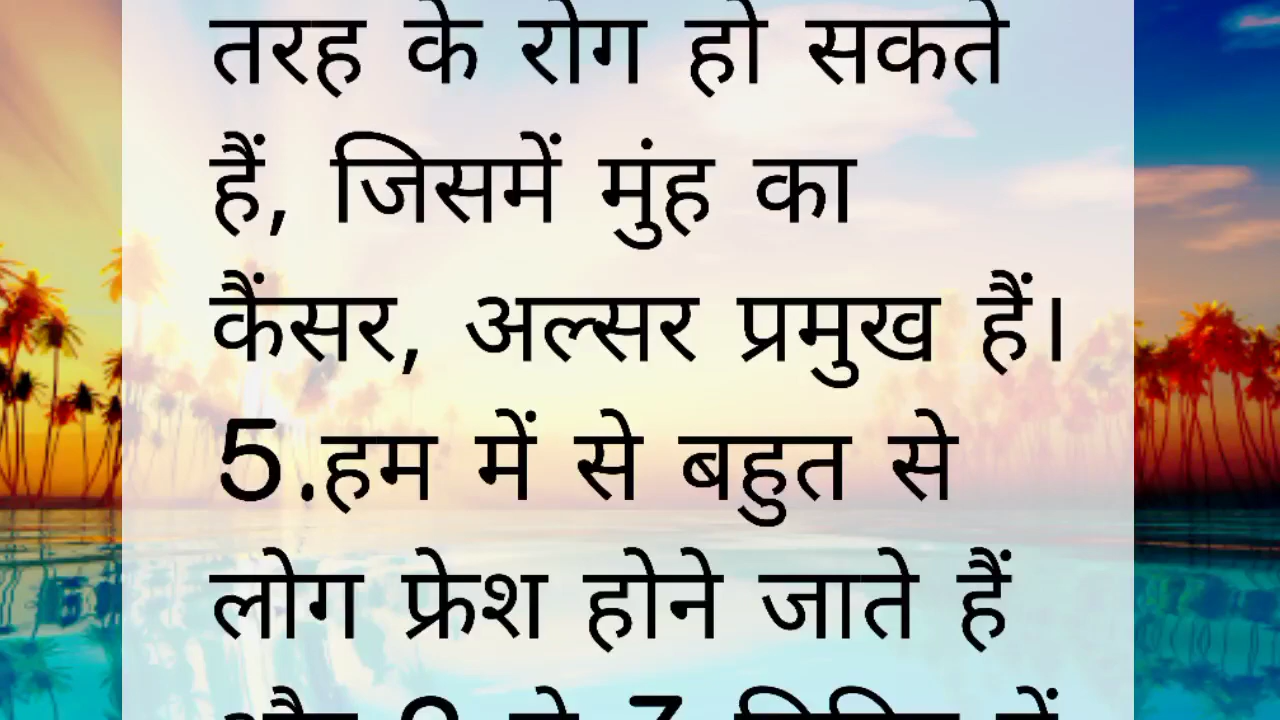 तरह के रोग हो सकते
हैं, जिसमें मुंह का
कैंसर, अल्सर प्रमुख हैं।
5.हम में से बहुत से
लोग फ्रेश होने जाते हैं